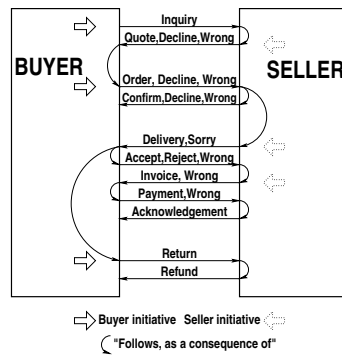 Inquiry
Quote,Decline,Wrong
BUYER
SELLER
Order, Decline, Wrong
Confirm,Decline,Wrong
Delivery,Sorry
Accept,Reject,Wrong
Invoice, Wrong
Payment,Wrong
Acknowledgement
Return
Refund
Buyer initiative Seller initiative
"Follows, as a consequence of"